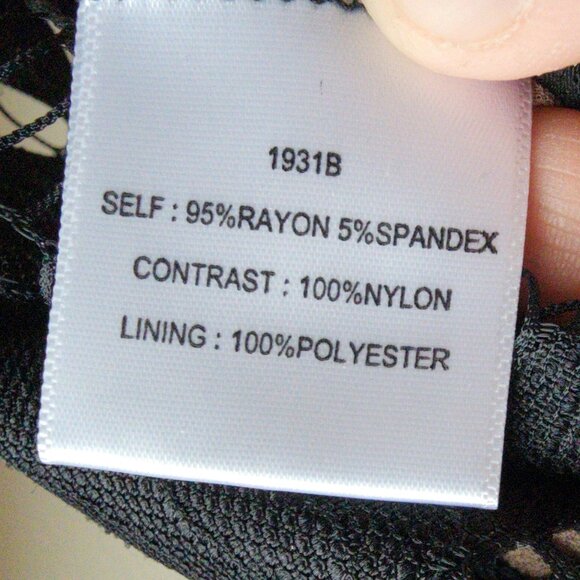 1931B
SELF : 95%RAYON 5%SPANDEX
CONTRAST : 100%NYLON
LINING : 100%POLYESTER